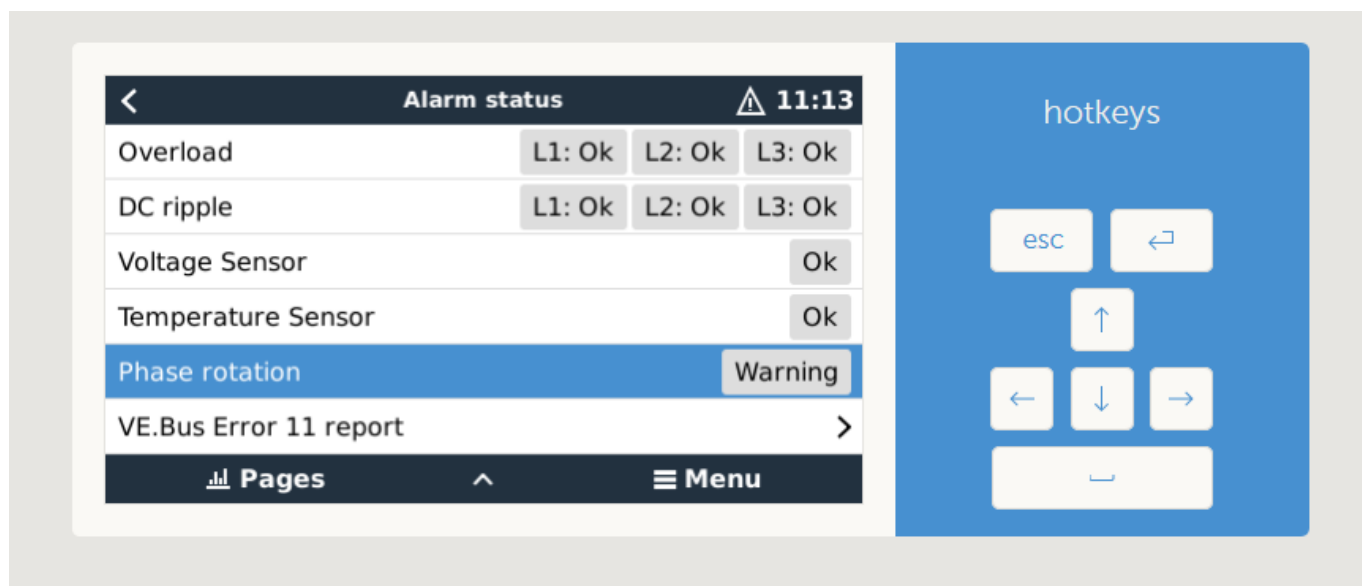 Alarm status 11:13
Overload L1: Ok L2: Ok L3: Ok
DC ripple L1: Ok L2: Ok L3: Ok
Voltage Sensor Ok
Temperature Sensor Ok
Phase rotation Warning
VE.Bus Error 11 report
Pages Menu
hotkeys
esc